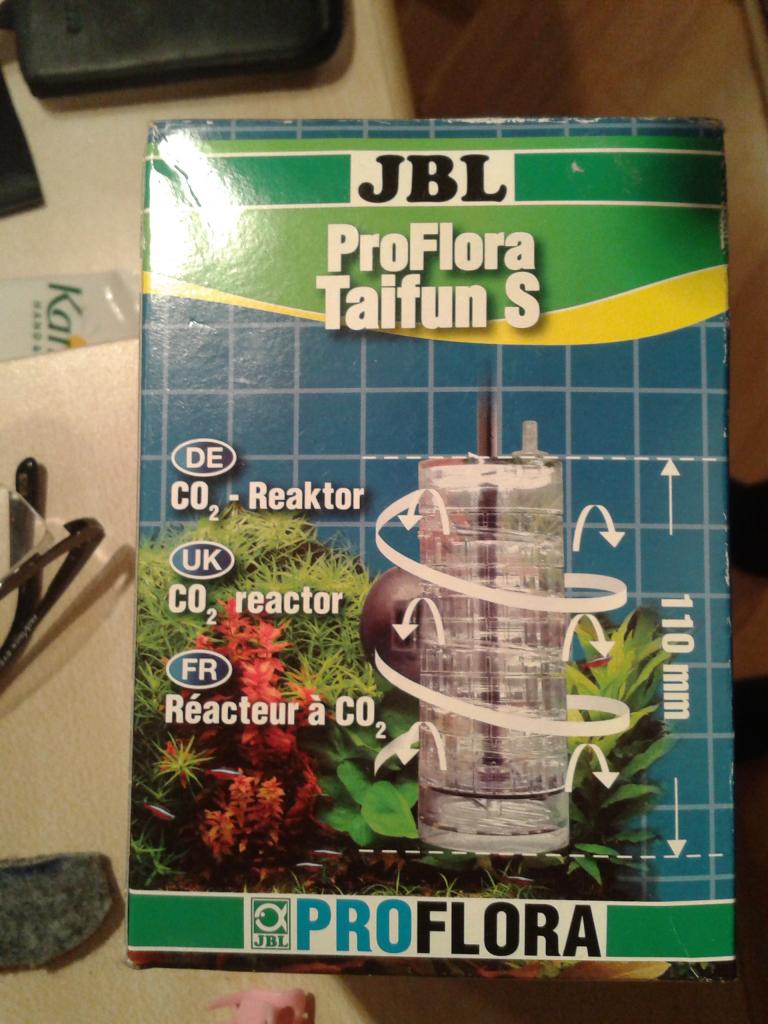 JBL
ProFlora
Taifun S
DE
CO₂ - Reaktor
UK
CO₂ reactor
FR
Réacteur à CO₂
110 mm
JBL
PROFLORA